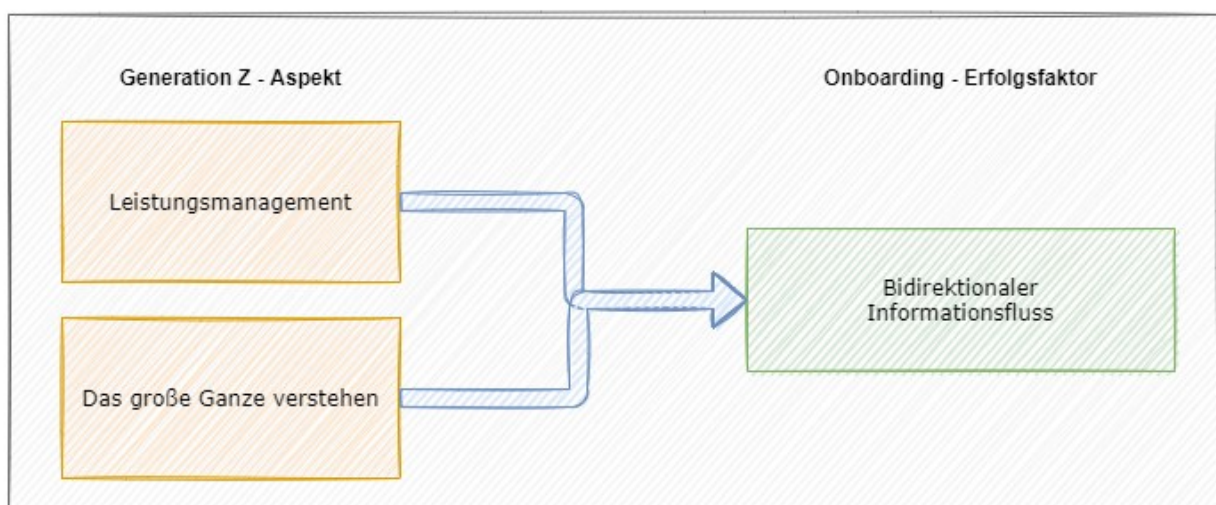 Generation Z - Aspekt
Onboarding - Erfolgsfaktor
Leistungsmanagement
Bidirektionaler
Informationsfluss
Das große Ganze verstehen